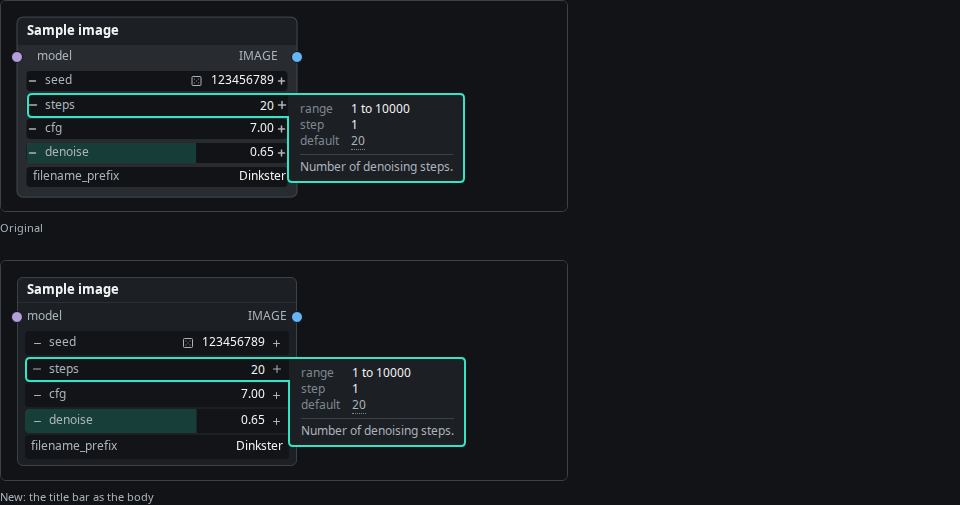 Sample image
model IMAGE
− seed 123456789 +
− steps 20 +
range 1 to 10000
− cfg 7.00 +
step 1
default 20
− denoise 0.65 +
Number of denoising steps.
filename_prefix Dinkster
Original
Sample image
model IMAGE
− seed 123456789 +
− steps 20 +
range 1 to 10000
step 1
− cfg 7.00 +
default 20
− denoise 0.65 +
Number of denoising steps.
filename_prefix Dinkster
New: the title bar as the body